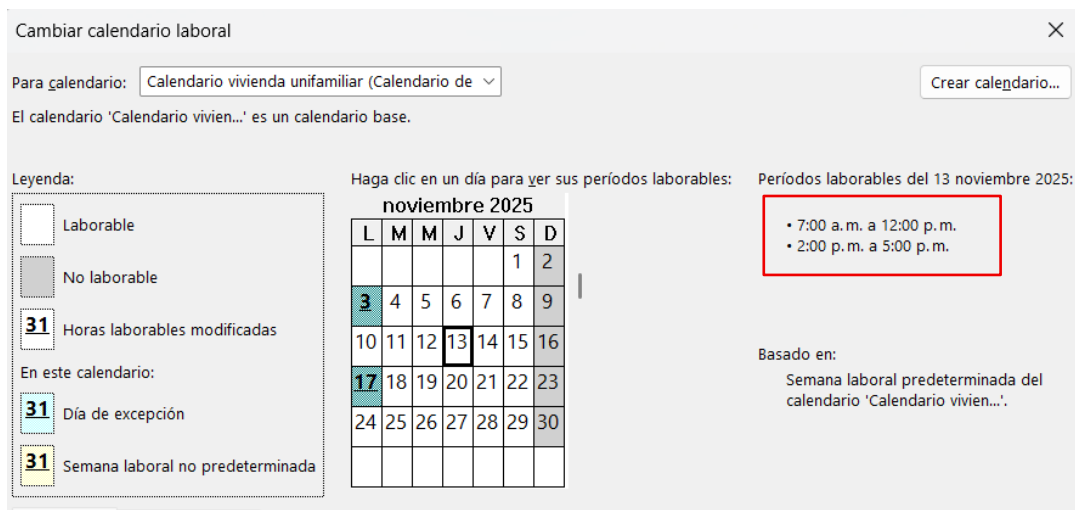 Cambiar calendario laboral
Para calendario: Calendario vivienda unifamiliar (Calendario de
Crear calendario...
El calendario 'Calendario vivien...' es un calendario base.
Leyenda:
Laborable
No laborable
31 Horas laborables modificadas
En este calendario:
31 Día de excepción
31 Semana laboral no predeterminada
Haga clic en un día para ver sus períodos laborables:
noviembre 2025
L M M J V S D
1 2
3 4 5 6 7 8 9
10 11 12 13 14 15 16
17 18 19 20 21 22 23
24 25 26 27 28 29 30
Períodos laborables del 13 noviembre 2025:
• 7:00 a. m. a 12:00 p. m.
• 2:00 p. m. a 5:00 p. m.
Basado en:
Semana laboral predeterminada del
calendario 'Calendario vivien...'.